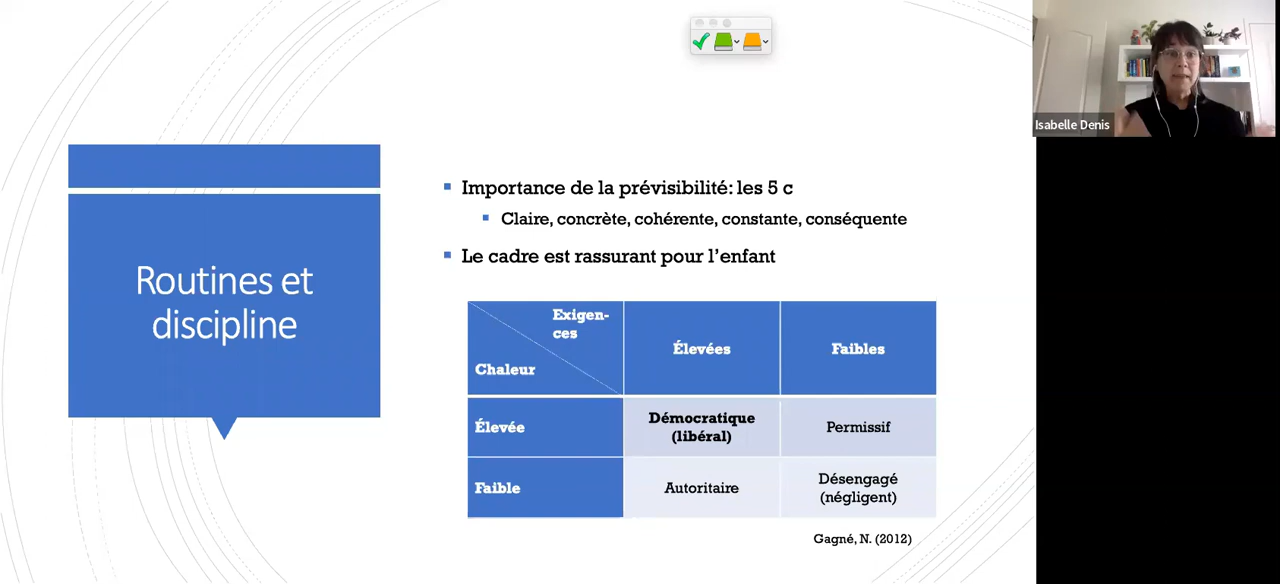 Isabelle Denis
Routines et
discipline
Importance de la prévisibilité: les 5 c
Claire, concrète, cohérente, constante, conséquente
Le cadre est rassurant pour l'enfant
Exigen-
ces
Chaleur
Élevées
Faibles
Élevée
Démocratique
(libéral)
Permissif
Faible
Autoritaire
Désengagé
(négligent)
Gagné, N. (2012)